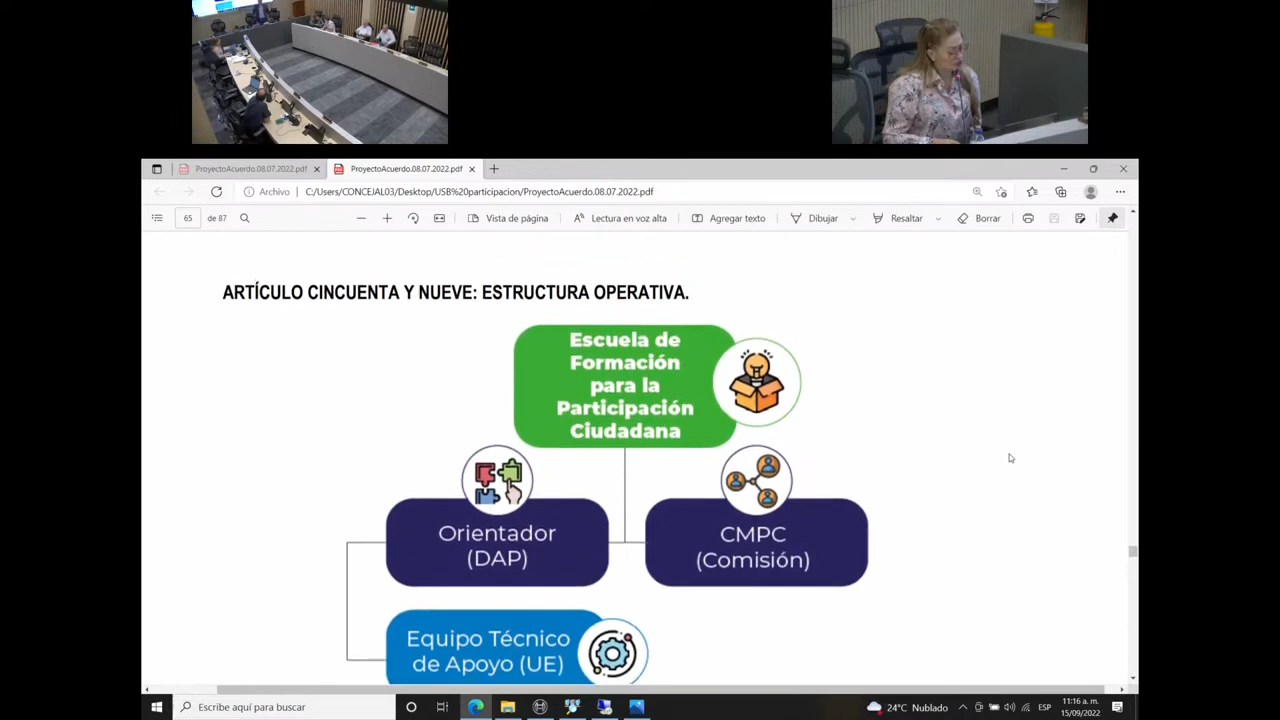 ProyectoAcuerdo.08.07.2022.pdf
ProyectoAcuerdo.08.07.2022.pdf
Archivo C:/Users/CONCEJAL03/Desktop/USB%20participacion/ProyectoAcuerdo.08.07.2022.pdf
65 de 87 Vista de página Lectura en voz alta Agregar texto Dibujar Resaltar Borrar
ARTÍCULO CINCUENTA Y NUEVE: ESTRUCTURA OPERATIVA.
Escuela de
Formación
para la
Participación
Ciudadana
Orientador
(DAP)
CMPC
(Comisión)
Equipo Técnico
de Apoyo (UE)
Escribe aquí para buscar
24°C Nublado
ESP
11:16 a. m.
15/09/2022